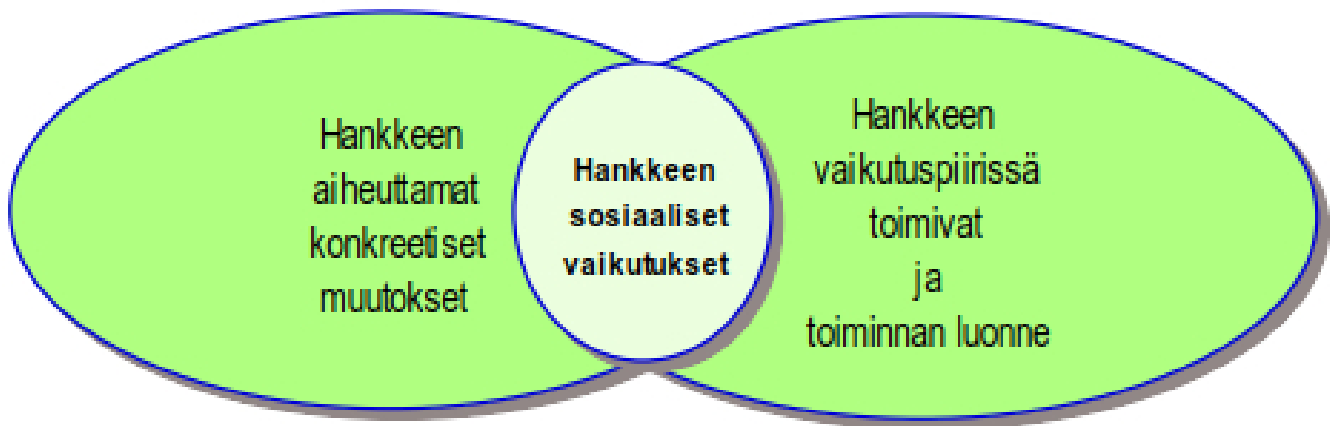 Hankkeen
aiheuttamat
konkreetiset
muutokset
Hankkeen
sosiaaliset
vaikutukset
Hankkeen
vaikutuspiirissä
toimivat
ja
toiminnan luonne